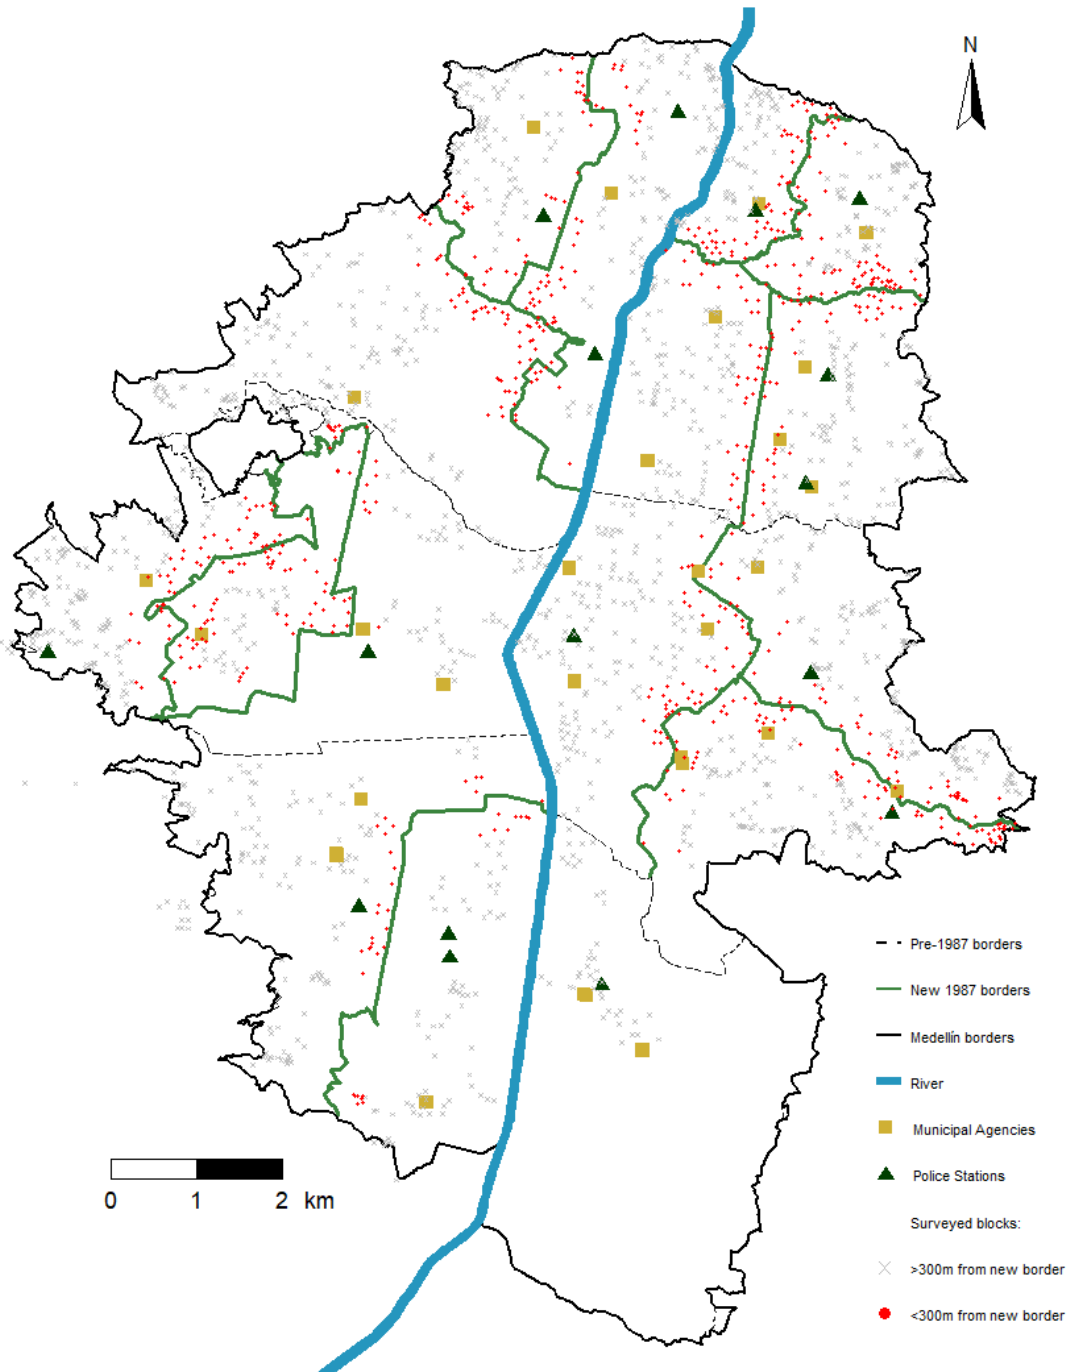 N
Pre-1987 borders
New 1987 borders
Medellín borders
River
Municipal Agencies
Police Stations
Surveyed blocks:
>300m from new border
<300m from new border
0 1 2 km